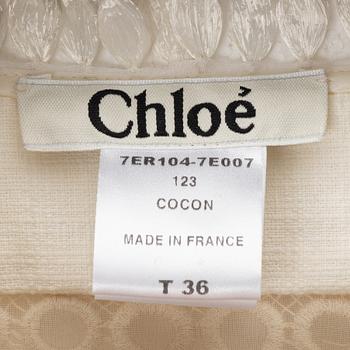 Chloé
7ER104-7E007
123
COCON
MADE IN FRANCE
T 36